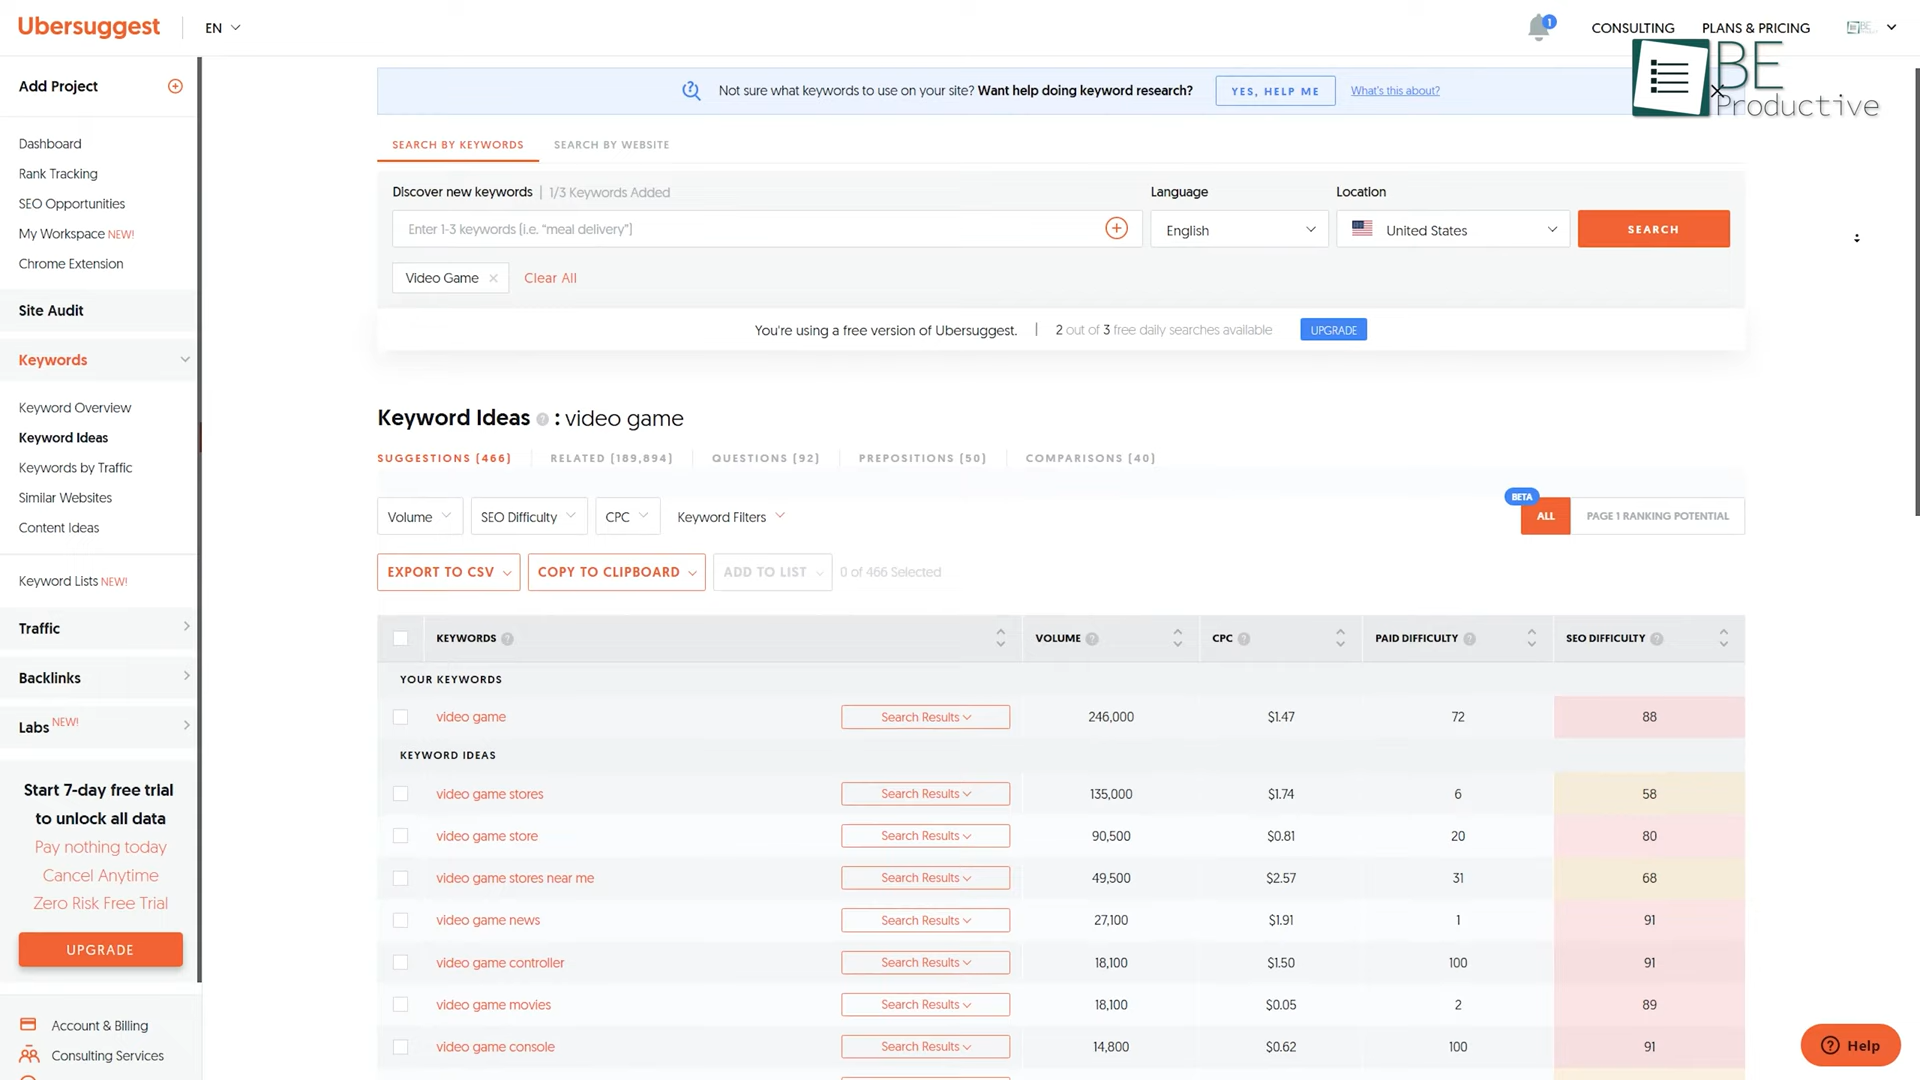 Ubersuggest
EN
1
CONSULTING
PLANS & PRICING
BE
Productive
Add Project
Not sure what keywords to use on your site? Want help doing keyword research?
YES, HELP ME
What's this about?
Dashboard
Rank Tracking
SEO Opportunities
My Workspace NEW!
Chrome Extension
Site Audit
Keywords
Keyword Overview
Keyword Ideas
Keywords by Traffic
Similar Websites
Content Ideas
Keyword Lists NEW!
Traffic
Backlinks
Labs NEW!
Start 7-day free trial
to unlock all data
Pay nothing today
Cancel Anytime
Zero Risk Free Trial
UPGRADE
Account & Billing
Consulting Services
SEARCH BY KEYWORDS
SEARCH BY WEBSITE
Discover new keywords | 1/3 Keywords Added
Language
Location
Enter 1-3 keywords (i.e. "meal delivery")
English
United States
SEARCH
Video Game
Clear All
You're using a free version of Ubersuggest. | 2 out of 3 free daily searches available
UPGRADE
Keyword Ideas : video game
SUGGESTIONS (466)
RELATED (189,894)
QUESTIONS (92)
PREPOSITIONS (50)
COMPARISONS (40)
Volume
SEO Difficulty
CPC
Keyword Filters
BETA
ALL
PAGE 1 RANKING POTENTIAL
EXPORT TO CSV
COPY TO CLIPBOARD
ADD TO LIST
0 of 466 Selected
KEYWORDS VOLUME CPC PAID DIFFICULTY SEO DIFFICULTY
YOUR KEYWORDS
video game Search Results 246,000 $1.47 72 88
KEYWORD IDEAS
video game stores Search Results 135,000 $1.74 6 58
video game store Search Results 90,500 $0.81 20 80
video game stores near me Search Results 49,500 $2.57 31 68
video game news Search Results 27,100 $1.91 1 91
video game controller Search Results 18,100 $1.50 100 91
video game movies Search Results 18,100 $0.05 2 89
video game console Search Results 14,800 $0.62 100 91
Help